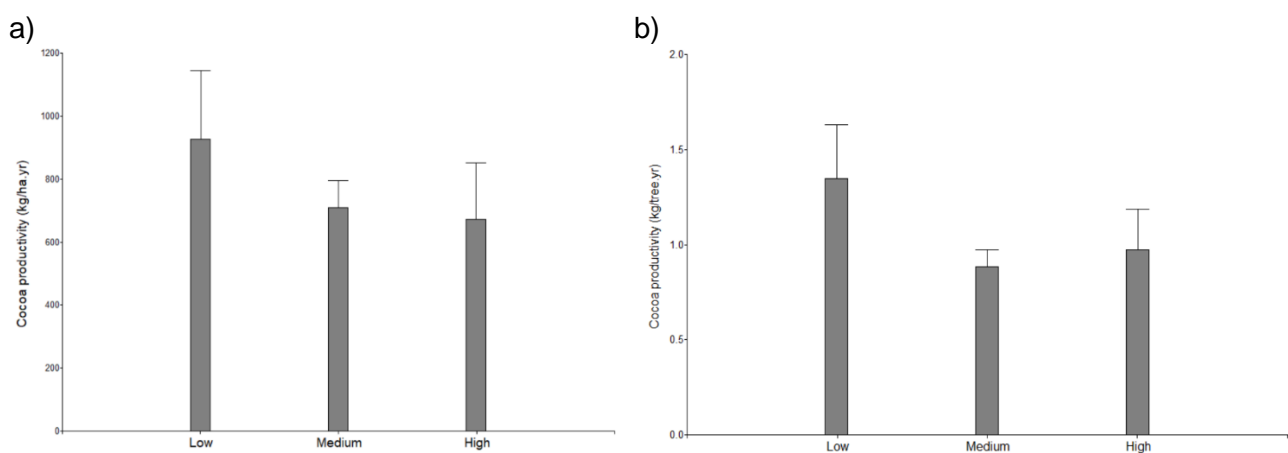 a)
1200
1000
800
600
400
200
0
Cocoa productivity (kg/ha.yr)
Low Medium High
b)
2.0
1.5
1.0
0.5
0.0
Cocoa productivity (kg/tree.yr)
Low Medium High